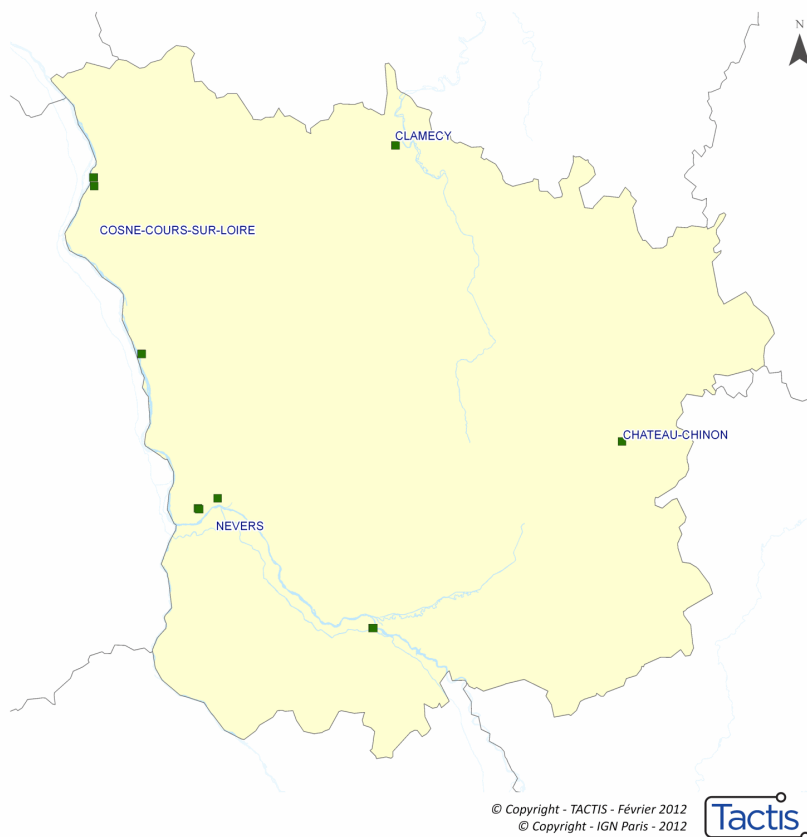 N
CLAMECY
COSNE-COURS-SUR-LOIRE
CHATEAU-CHINON
NEVERS
© Copyright - TACTIS - Février 2012
© Copyright - IGN Paris - 2012
Tactis